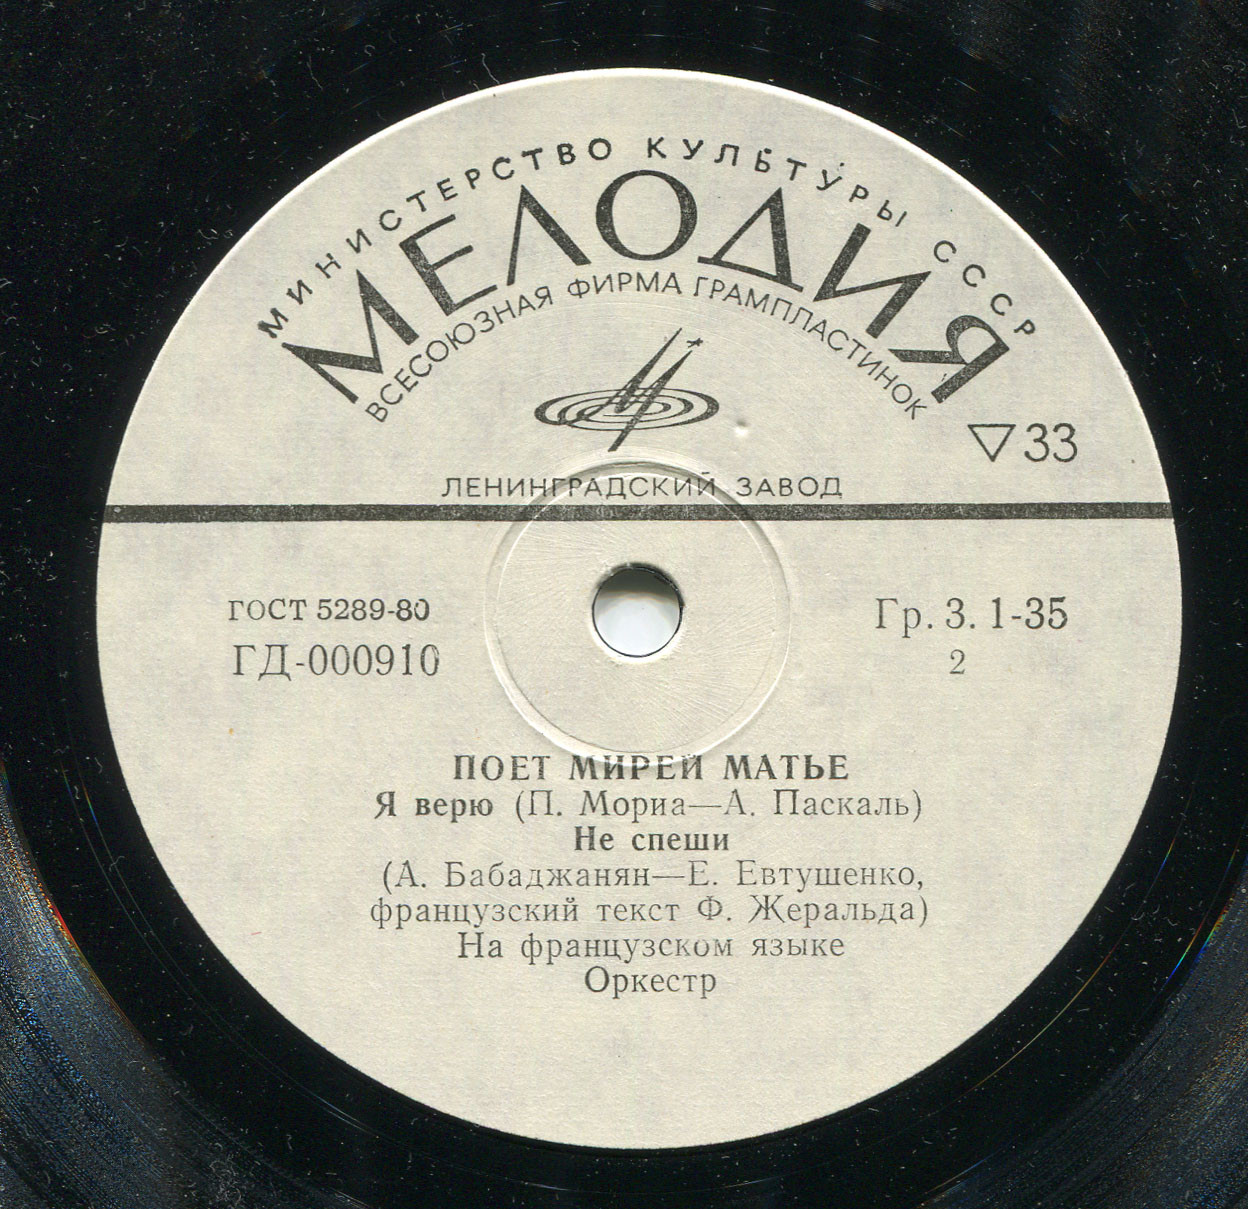 МИНИСТЕРСТВО КУЛЬТУРЫ СССР
МЕЛОДИЯ
ВСЕСОЮЗНАЯ ФИРМА ГРАМПЛАСТИНОК
▽33
ЛЕНИНГРАДСКИЙ ЗАВОД
ГОСТ 5289-80
Гр. 3. 1-35
ГД-000910
2
ПОЕТ МИРЕЙ МАТЬЕ
Я верю (П. Мориа—А. Паскаль)
Не спеши
(А. Бабаджанян—Е. Евтушенко,
французский текст Ф. Жеральда)
На французском языке
Оркестр